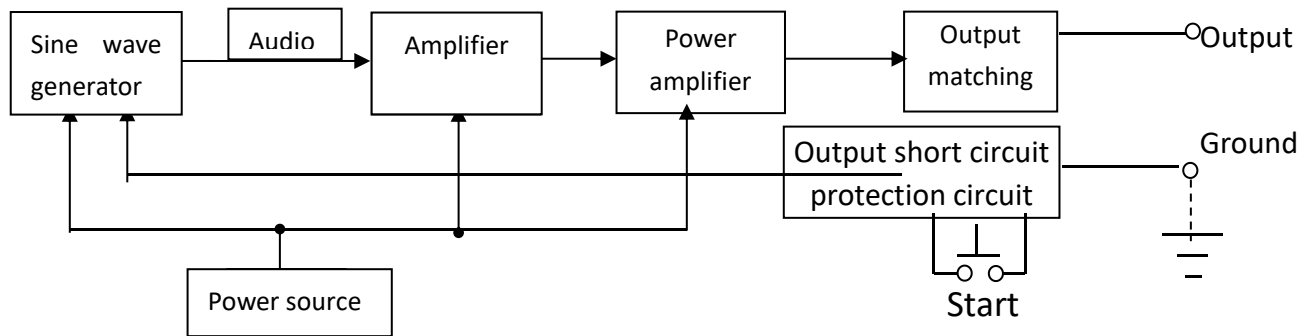 Sine wave
generator
Audio
Amplifier
Power
amplifier
Output
matching
Output
Output short circuit
protection circuit
Ground
Power source
Start